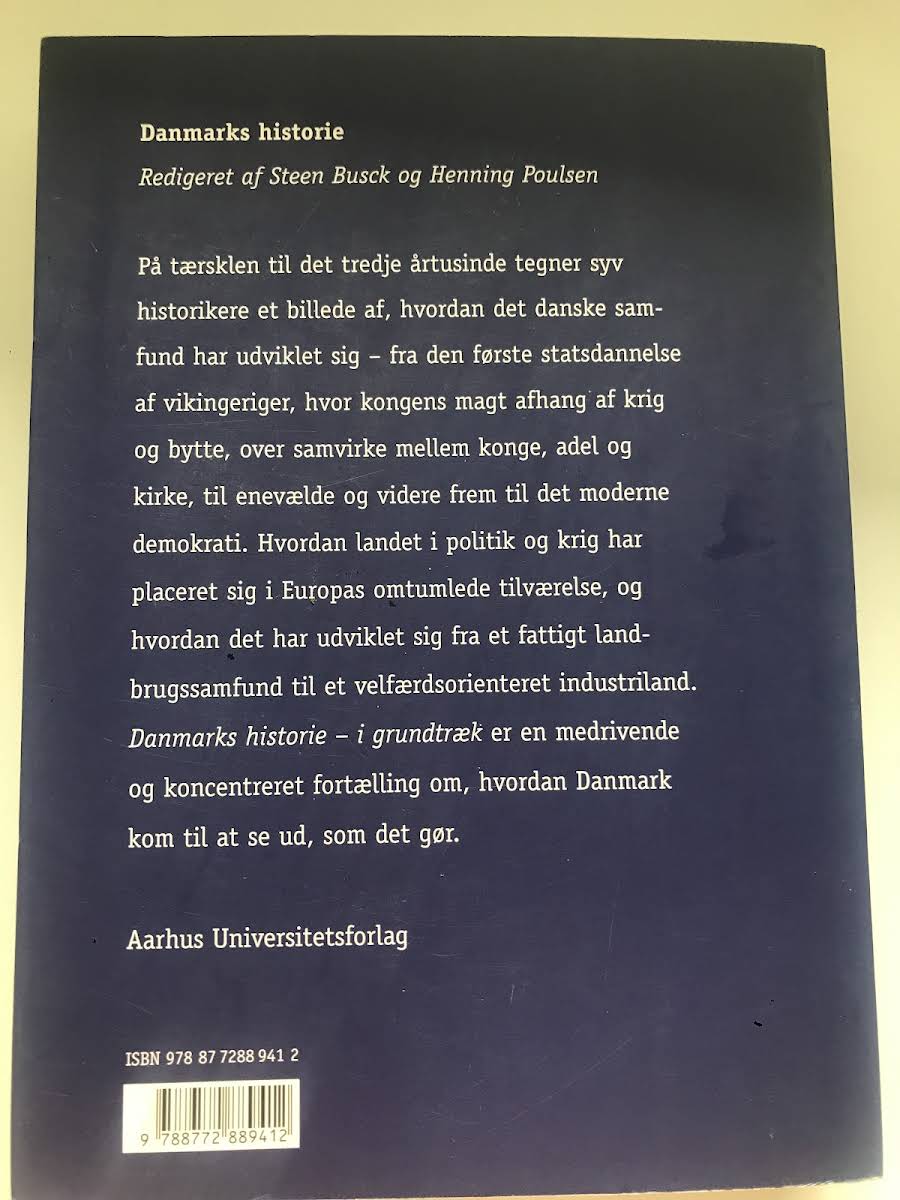 Danmarks historie
Redigeret af Steen Busck og Henning Poulsen
På tærsklen til det tredje årtusinde tegner syv
historikere et billede af, hvordan det danske sam-
fund har udviklet sig – fra den første statsdannelse
af vikingeriger, hvor kongens magt afhang af krig
og bytte, over samvirke mellem konge, adel og
kirke, til enevælde og videre frem til det moderne
demokrati. Hvordan landet i politik og krig har
placeret sig i Europas omtumlede tilværelse, og
hvordan det har udviklet sig fra et fattigt land-
brugssamfund til et velfærdsorienteret industriland.
Danmarks historie – i grundtræk er en medrivende
og koncentreret fortælling om, hvordan Danmark
kom til at se ud, som det gør.
Aarhus Universitetsforlag
ISBN 978 87 7288 941 2
9 788772 889412